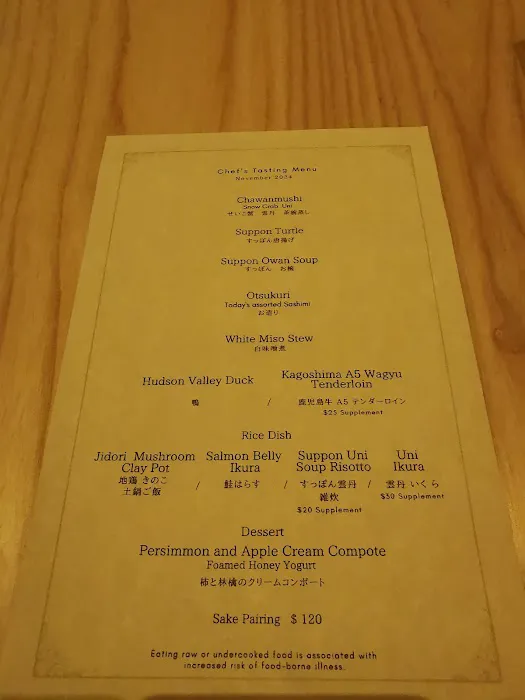 Chef's Tasting Menu
November 2024
Chawanmushi
Snow Crab Uni
せいこ蟹 雲丹 茶碗蒸し
Suppon Turtle
すっぽん唐揚げ
Suppon Owan Soup
すっぽん お椀
Otsukuri
Today's assorted Sashimi
お造り
White Miso Stew
白味噌煮
Hudson Valley Duck / Kagoshima A5 Wagyu
Tenderloin
鴨 / 鹿児島牛 A5 テンダーロイン
$25 Supplement
Rice Dish
Jidori Mushroom
Clay Pot
地鶏 きのこ
土鍋ご飯
/
Salmon Belly
Ikura
鮭はらす
/
Suppon Uni
Soup Risotto
すっぽん雲丹
雑炊
$20 Supplement
/
Uni
Ikura
雲丹 いくら
$30 Supplement
Dessert
Persimmon and Apple Cream Compote
Foamed Honey Yogurt
柿と林檎のクリームコンポート
Sake Pairing $ 120
Eating raw or undercooked food is associated with
increased risk of food-borne illness.